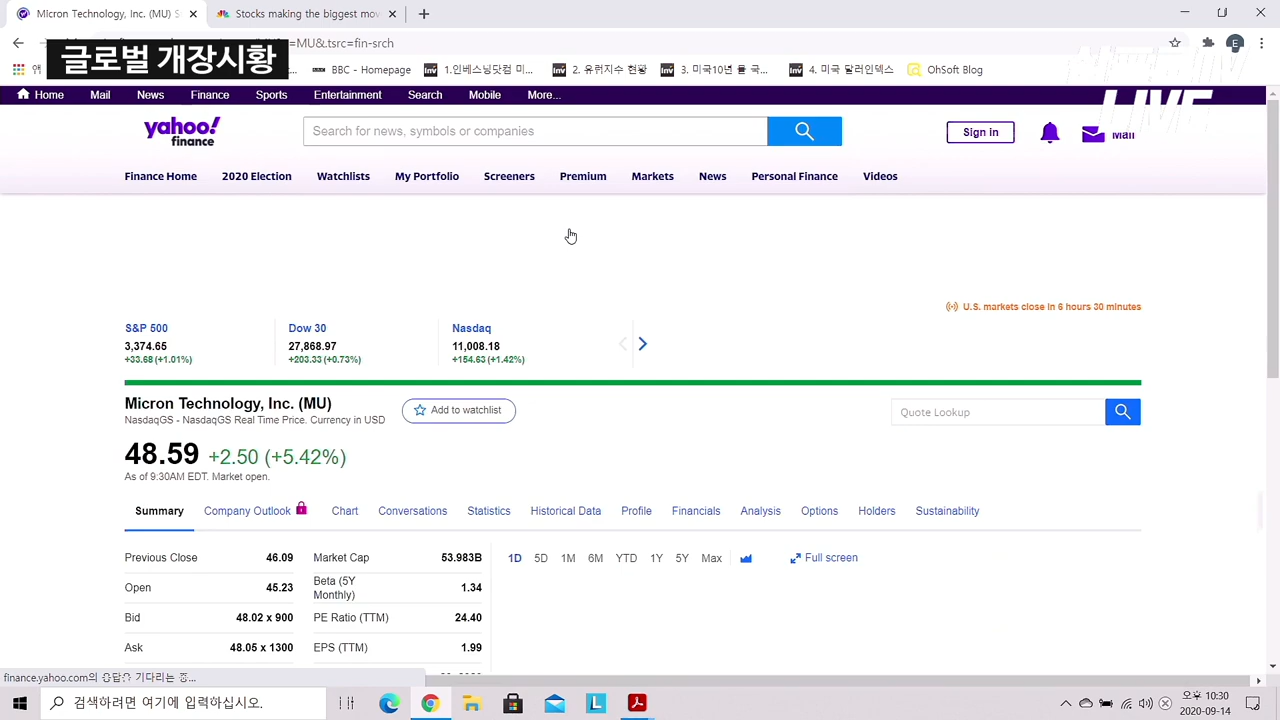 Micron Technology, Inc. (MU) S
Stocks making the biggest mov
글로벌 개장시황
=MU&.tsrc=fin-srch
E
BBC - Homepage
1.인베스닝닷컴 미...
2. 유럽지수 현황
3. 미국10년 률 국...
4. 미국 달러인덱스
OhSoft Blog
LIVE
Home
Mail
News
Finance
Sports
Entertainment
Search
Mobile
More...
yahoo!
finance
Search for news, symbols or companies
Sign in
Mail
Finance Home
2020 Election
Watchlists
My Portfolio
Screeners
Premium
Markets
News
Personal Finance
Videos
U.S. markets close in 6 hours 30 minutes
S&P 500
3,374.65
+33.68 (+1.01%)
Dow 30
27,868.97
+203.33 (+0.73%)
Nasdaq
11,008.18
+154.63 (+1.42%)
Micron Technology, Inc. (MU)
NasdaqGS - NasdaqGS Real Time Price. Currency in USD
Add to watchlist
Quote Lookup
48.59 +2.50 (+5.42%)
As of 9:30AM EDT. Market open.
Summary
Company Outlook
Chart
Conversations
Statistics
Historical Data
Profile
Financials
Analysis
Options
Holders
Sustainability
Previous Close 46.09
Open 45.23
Bid 48.02 x 900
Ask 48.05 x 1300
Market Cap 53.983B
Beta (5Y
Monthly) 1.34
PE Ratio (TTM) 24.40
EPS (TTM) 1.99
1D 5D 1M 6M YTD 1Y 5Y Max
Full screen
finance.yahoo.com의 응답을 기다리는 중...
검색하려면 여기에 입력하십시오.
오후 10:30
2020-09-14